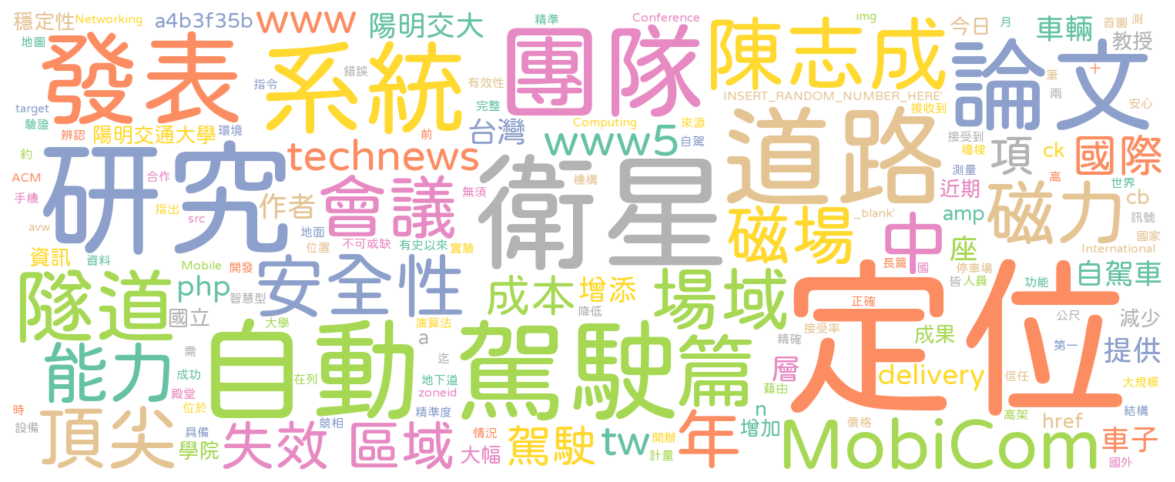 穩定性 Networking a4b3f35b www 陽明交大 精準 Conference img 今日 月 車輛 首圖 測
地圖 發表 系統 錯誤 團隊 陳志成 論文 教授
指令 有效性 筆 +
target 完整 INSERT_RANDOM_NUMBER_HERE' 兩 安心
驗證 辨認 陽明交通大學 環境 前 台灣 Computing 來源 接收到
約 研究 technews www5 自駕 道路 接受到 橋樑 項 ck 國際
ACM 合作 會議 無須 機構 衛星 測量 高 世界
手機 指出 作者 磁場 _blank' 近期 磁力 cb
avw src 地面 不可或缺 中 amp 訊號
資訊 位置 有史以來 實驗 座 國家
資料 Mobile 開發 安全性 長篇 國 停車場 International
隧道 php 智慧型 成本 增添 場域 皆 人員 功能 自駕車
國立 大學 演算法 降低 定位 正確 公尺 減少
能力 需 自動 a 駕駛 篇 精確 接受率 成果 第一 提供
成功 迄 層 delivery 信任 大規模
殿堂 在列 地下道 zoneid 藉由
時 位於 n 價格 高架 結構
頂尖 設備 具備 競相 精準度 情況 駕駛 開辦 tw 年 增加 MobiCom href 車子
學院 失效 區域 大幅 計量 國外